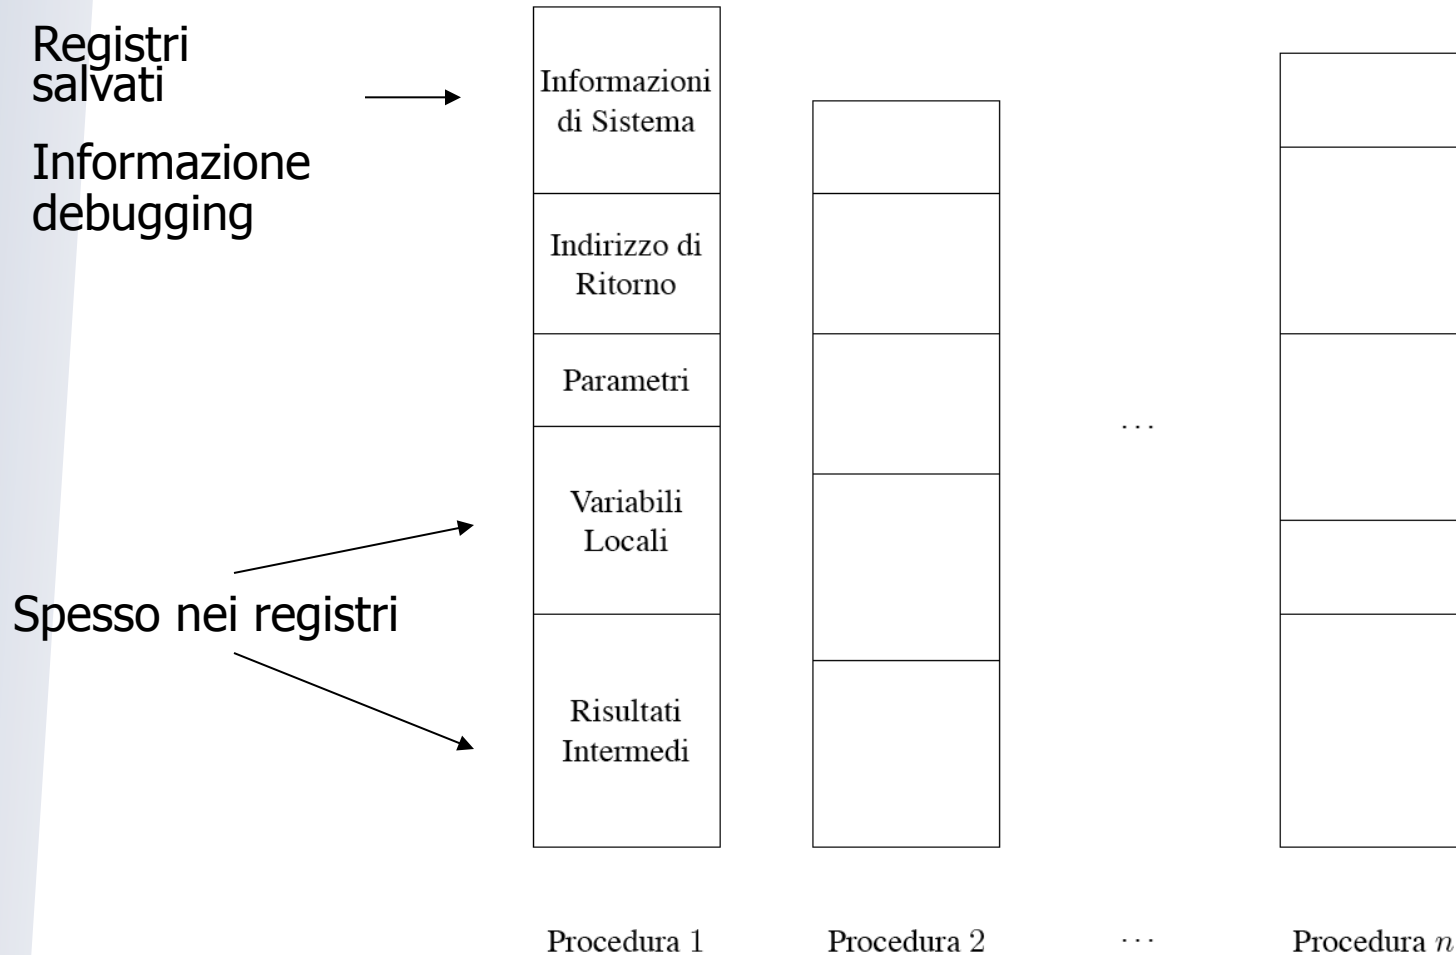 Registri
salvati
Informazione
debugging
Spesso nei registri
Informazioni
di Sistema
Indirizzo di
Ritorno
Parametri
Variabili
Locali
Risultati
Intermedi
...
Procedura 1
Procedura 2
...
Procedura n